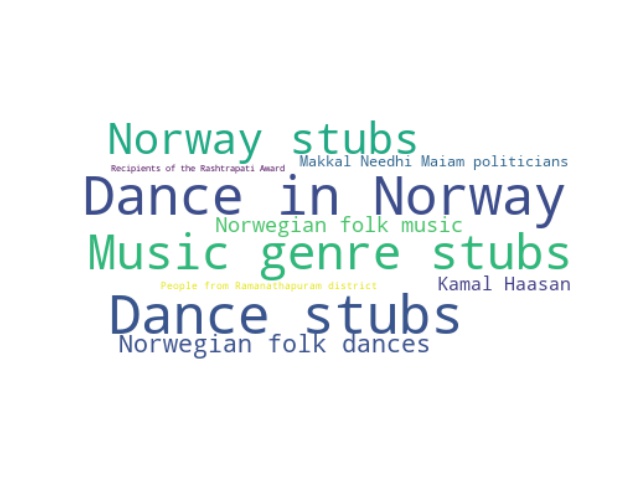 Norway stubs
Makkal Needhi Maiam politicians
Recipients of the Rashtrapati Award
Dance in Norway
Norwegian folk music
Music genre stubs
People from Ramanathapuram district
Kamal Haasan
Dance stubs
Norwegian folk dances